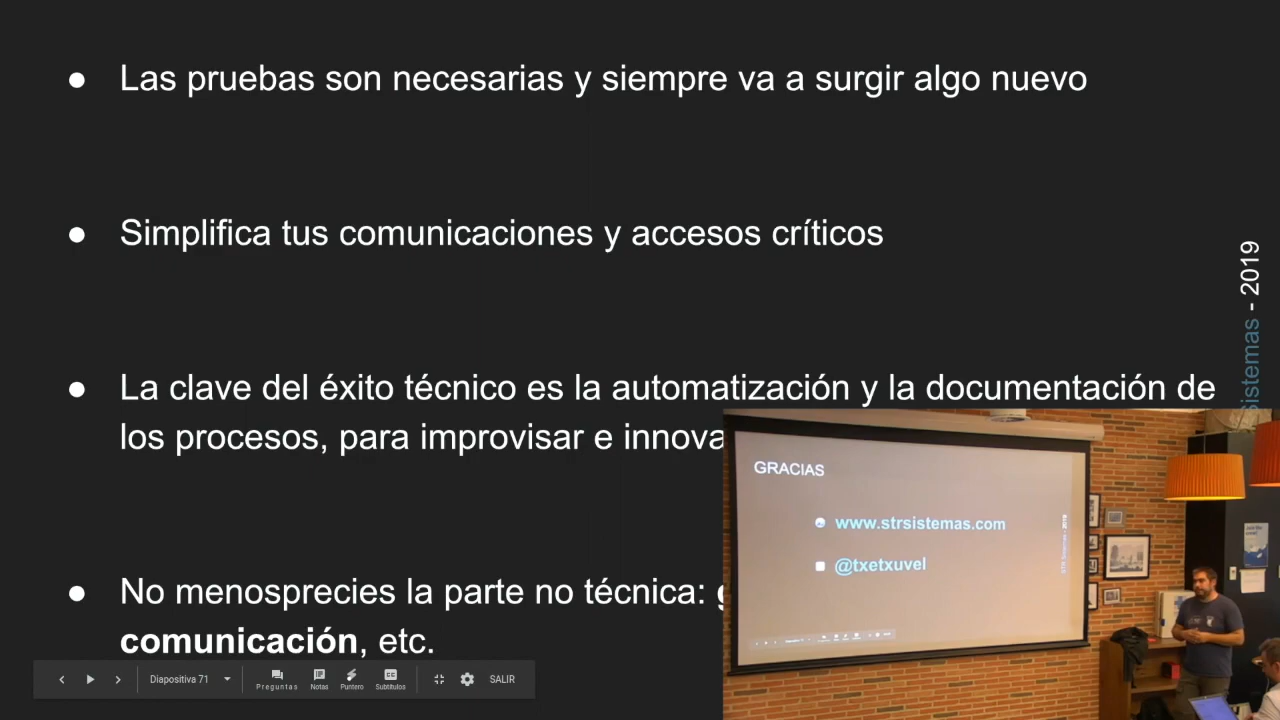 Las pruebas son necesarias y siempre va a surgir algo nuevo
Simplifica tus comunicaciones y accesos críticos
La clave del éxito técnico es la automatización y la documentación de
los procesos, para improvisar e innova
No menosprecies la parte no técnica:
comunicación, etc.
Sistemas - 2019
GRACIAS
www.strsistemas.com
@txetxuvel
Diapositiva 71
Preguntas
Notas
Puntero
Subtítulos
SALIR